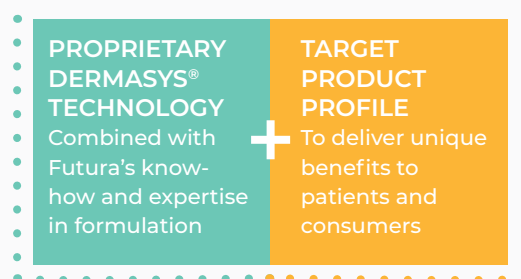 PROPRIETARY
DERMASYS®
TECHNOLOGY
Combined with
Futura's know-
how and expertise
in formulation
+
TARGET
PRODUCT
PROFILE
To deliver unique
benefits to
patients and
consumers